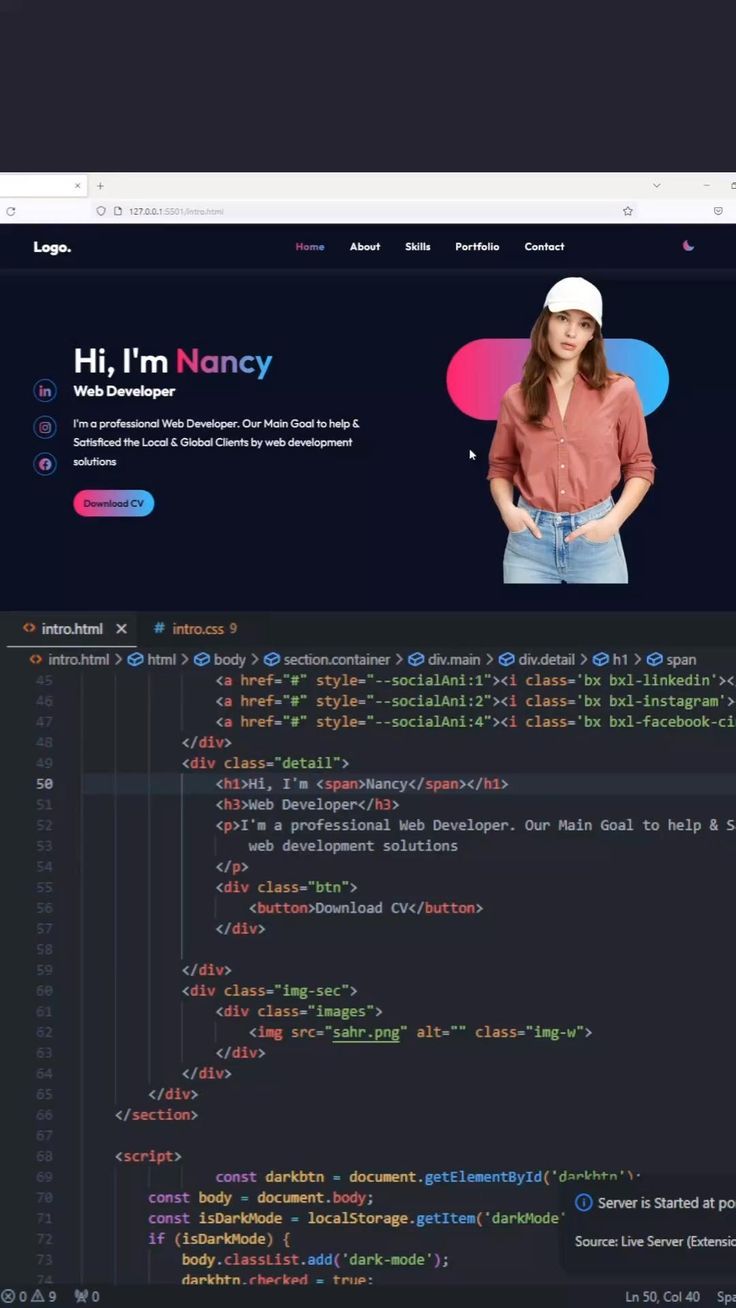 127.0.0.1:5501/intro.html
Logo.
Home About Skills Portfolio Contact
Hi, I'm Nancy
Web Developer
I'm a professional Web Developer. Our Main Goal to help &
Satisficed the Local & Global Clients by web development
solutions
Download CV
intro.html # intro.css 9
intro.html > html > body > section.container > div.main > div.detail > h1 > span
45 <a href="#" style="--socialAni:1"><i class='bx bxl-linkedin'><
46 <a href="#" style="--socialAni:2"><i class='bx bxl-instagram'>
47 <a href="#" style="--socialAni:4"><i class='bx bxl-facebook-ci
48 </div>
49 <div class="detail">
50 <h1>Hi, I'm <span>Nancy</span></h1>
51 <h3>Web Developer</h3>
52 <p>I'm a professional Web Developer. Our Main Goal to help & S
53 web development solutions
54 </p>
55 <div class="btn">
56 <button>Download CV</button>
57 </div>
58
59 </div>
60 <div class="img-sec">
61 <div class="images">
62 <img src="sahr.png" alt="" class="img-w">
63 </div>
64 </div>
65 </div>
66 </section>
67
68 <script>
69 const darkbtn = document.getElementById('darkbtn');
70 const body = document.body;
71 const isDarkMode = localStorage.getItem('darkMode'
72 if (isDarkMode) {
73 body.classList.add('dark-mode');
74 darkbtn.checked = true;
Server is Started at po
Source: Live Server (Extensio
0 9 0 Ln 50, Col 40 Spa